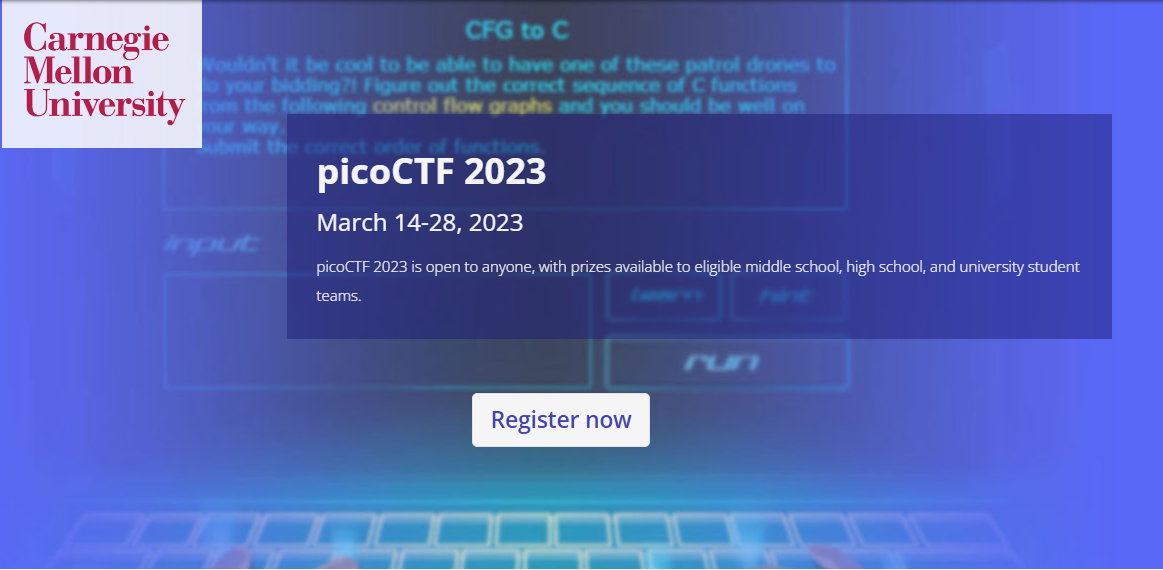 Carnegie
Mellon
University
CFG to C
Wouldn't it be cool to be able to have one of these patrol drones to
do your bidding?! Figure out the correct sequence of C functions
from the following control flow graphs and you should be well on
your way.
Submit the correct order of functions.
picoCTF 2023
March 14-28, 2023
input
picoCTF 2023 is open to anyone, with prizes available to eligible middle school, high school, and university student
teams.
run
Register now